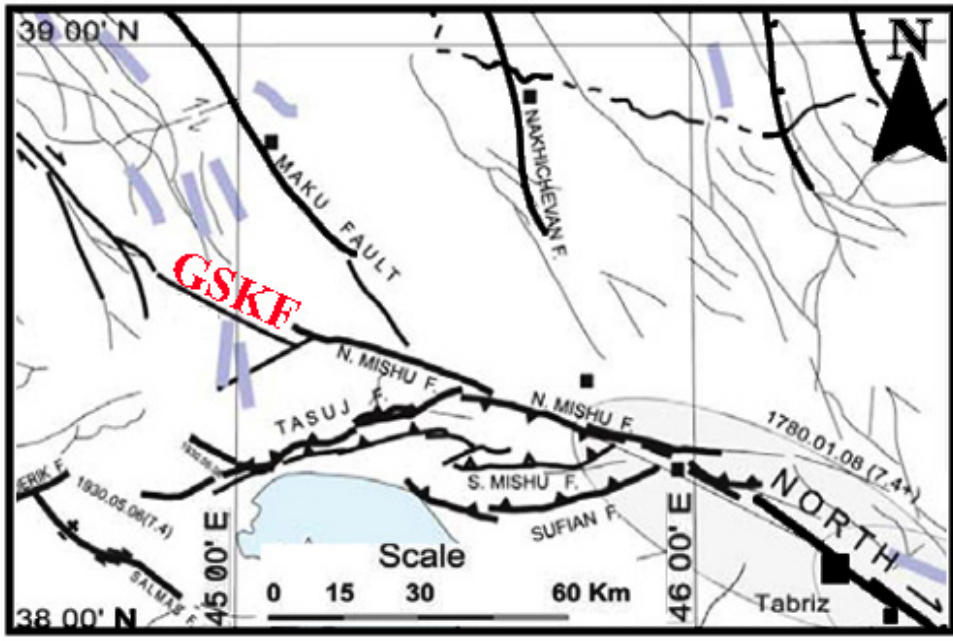 39 00' N
N
MAKU FAULT
NAKHICHEVAN F.
GSKF
N. MISHU F.
TASUJ F.
N. MISHU F.
1780.01.08 (7.4+)
S. MISHU F.
SUFIAN F.
NORTH
ERIK F.
1930.05.06(7.4)
SALMAS F.
45 00' E
46 00' E
Scale
0 15 30 60 Km
Tabriz
38 00' N